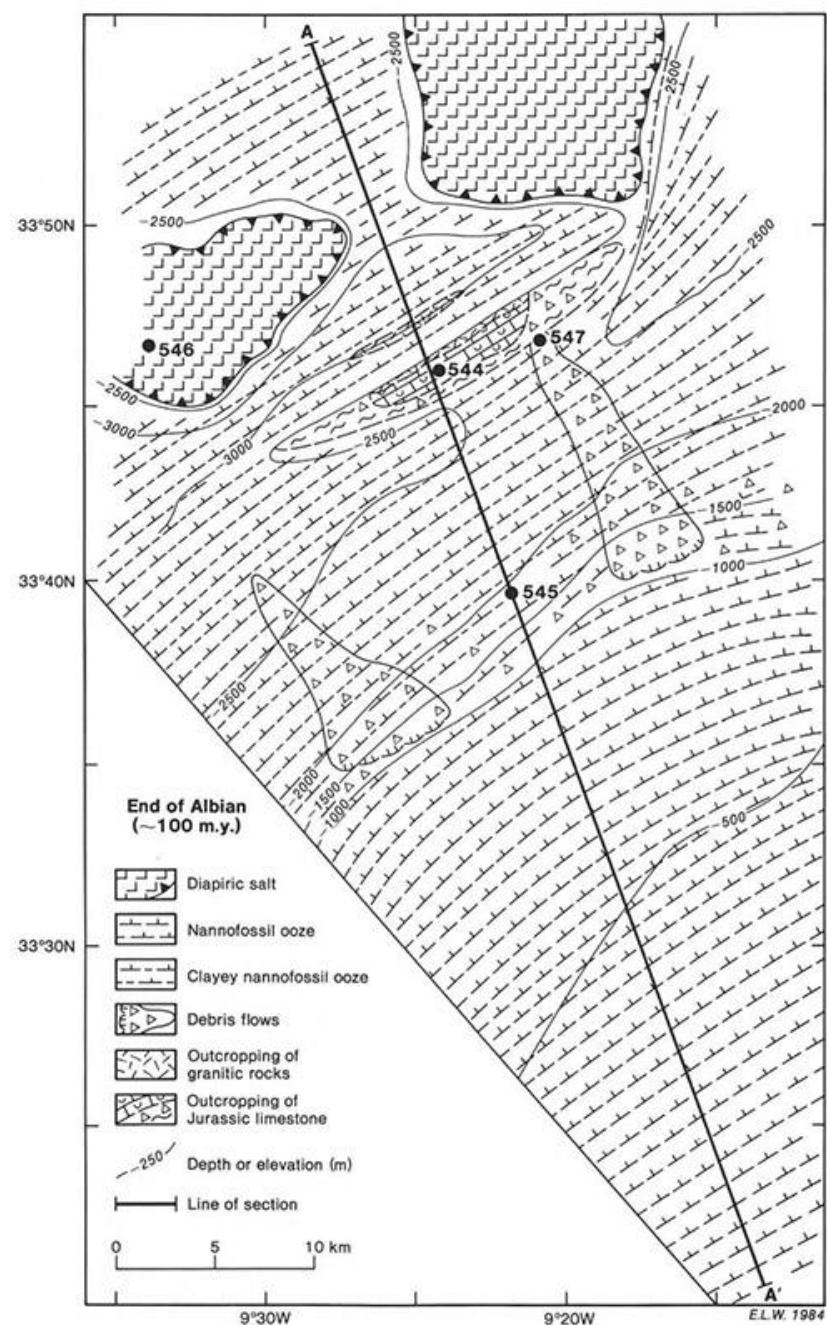 A
-2500
2500
33°50'N
-2500
2500
546
547
544
-2500
-3000
3000
2500
2000
1500
33°40'N
1000
545
-2500
-2000
-1500
1000
End of Albian
(~100 m.y.)
-500
Diapiric salt
Nannofossil ooze
33°30N
Clayey nannofossil ooze
Debris flows
Outcropping of
granitic rocks
Outcropping of
Jurassic limestone
-250
Depth or elevation (m)
Line of section
0 5 10 km
A'
E.L.W. 1984
9°30W 9°20W